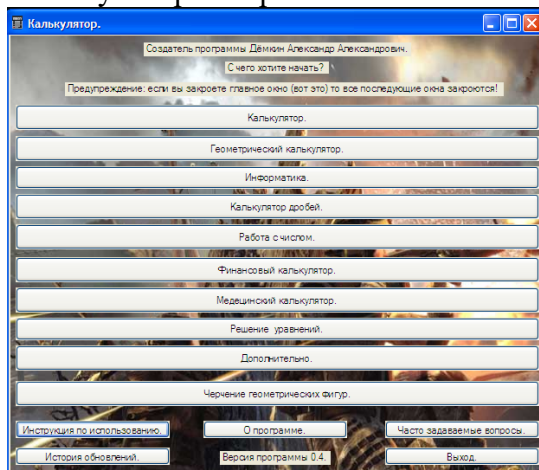 Калькулятор.
Создатель программы Дёмкин Александр Александрович.
С чего хотите начать?
Предупреждение: если вы закроете главное окно (вот это) то все последующие окна закроются!
Калькулятор.
Геометрический калькулятор.
Информатика.
Калькулятор дробей.
Работа с числом.
Финансовый калькулятор.
Медецинский калькулятор.
Решение уравнений.
Дополнительно.
Черчение геометрических фигур.
Инструкция по использованию. О программе. Часто задаваемые вопросы.
История обновлений. Версия программы 0.4. Выход.